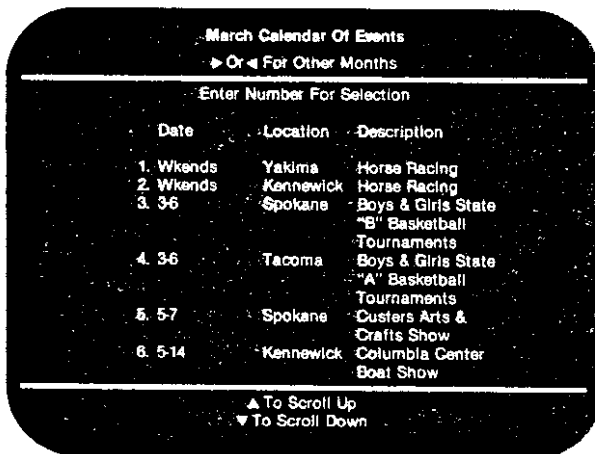 March Calendar Of Events
▶ Or ◀ For Other Months
Enter Number For Selection
Date Location Description
1. Wkends Yakima Horse Racing
2. Wkends Kennewick Horse Racing
3. 3-6 Spokane Boys & Girls State
"B" Basketball
Tournaments
4. 3-6 Tacoma Boys & Girls State
"A" Basketball
Tournaments
5. 5-7 Spokane Custers Arts &
Crafts Show
6. 5-14 Kennewick Columbia Center
Boat Show
▲ To Scroll Up
▼ To Scroll Down